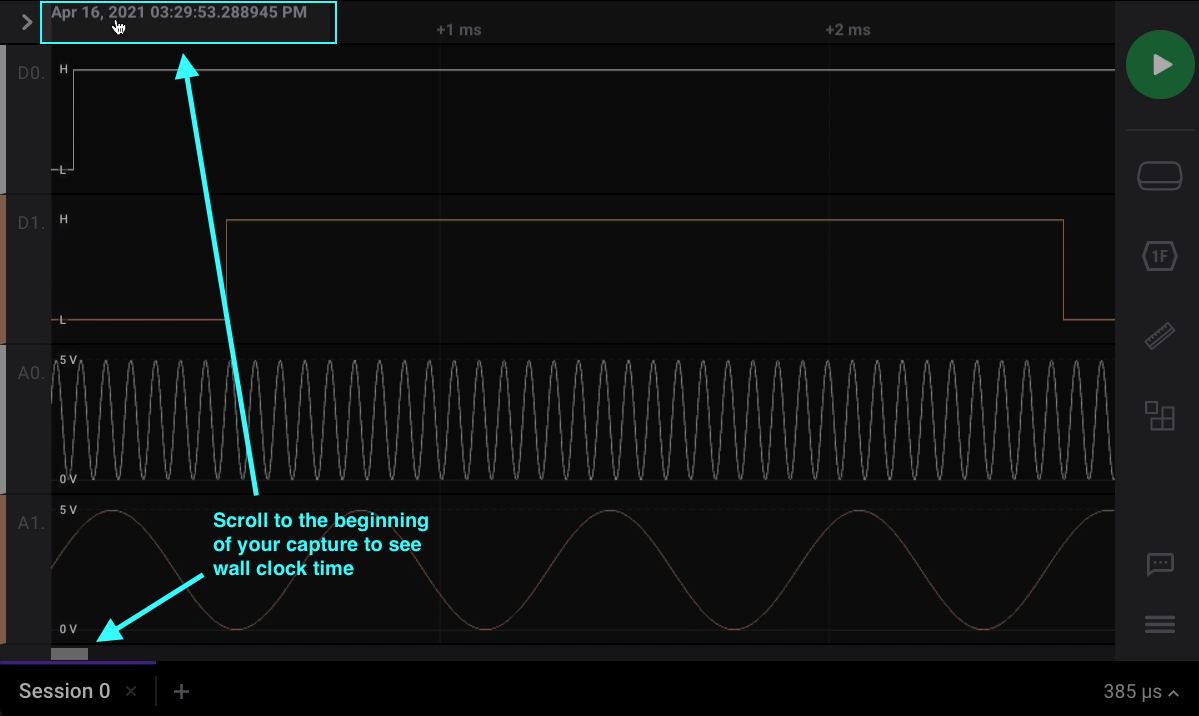 Apr 16, 2021 03:29:53.288945 PM
+1 ms
+2 ms
D0.
H
L
D1.
H
L
1F
A0.
5 V
0 V
A1.
5 V
0 V
Scroll to the beginning
of your capture to see
wall clock time
Session 0
385 μs